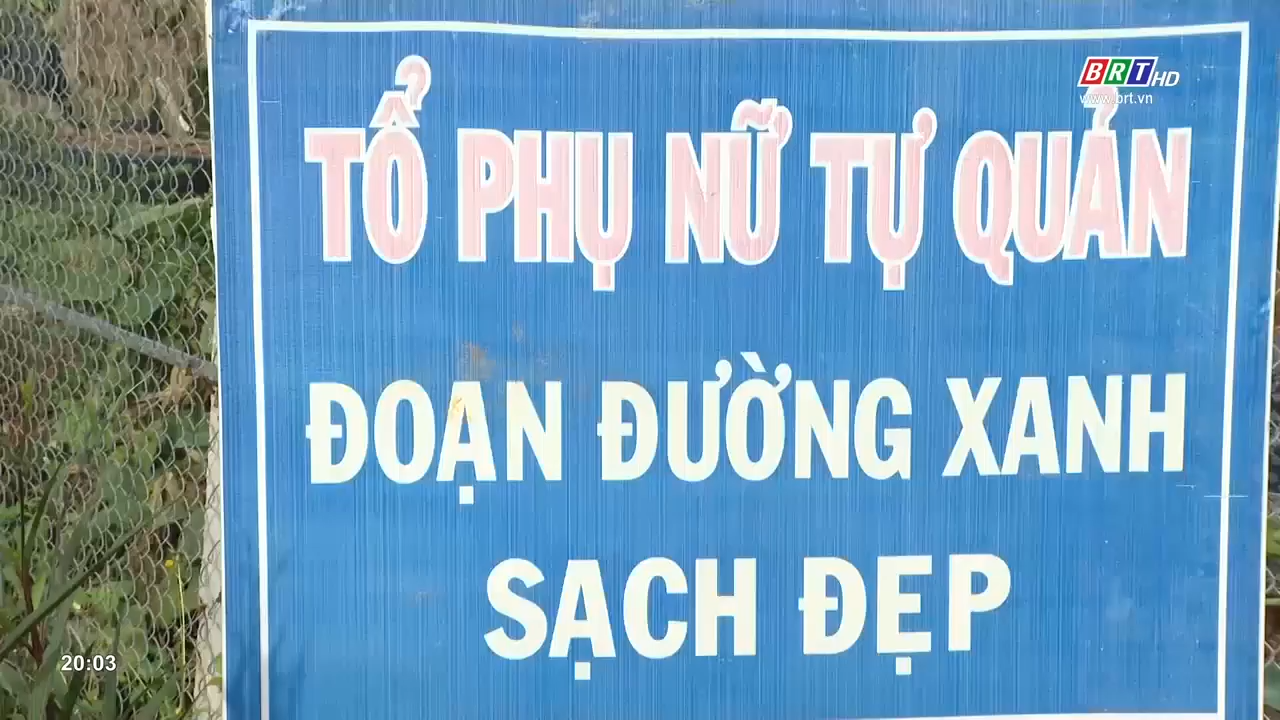 BRT HD
www.brt.vn
TỔ PHỤ NỮ TỰ QUẢN
ĐOẠN ĐƯỜNG XANH
SẠCH ĐẸP
20:03